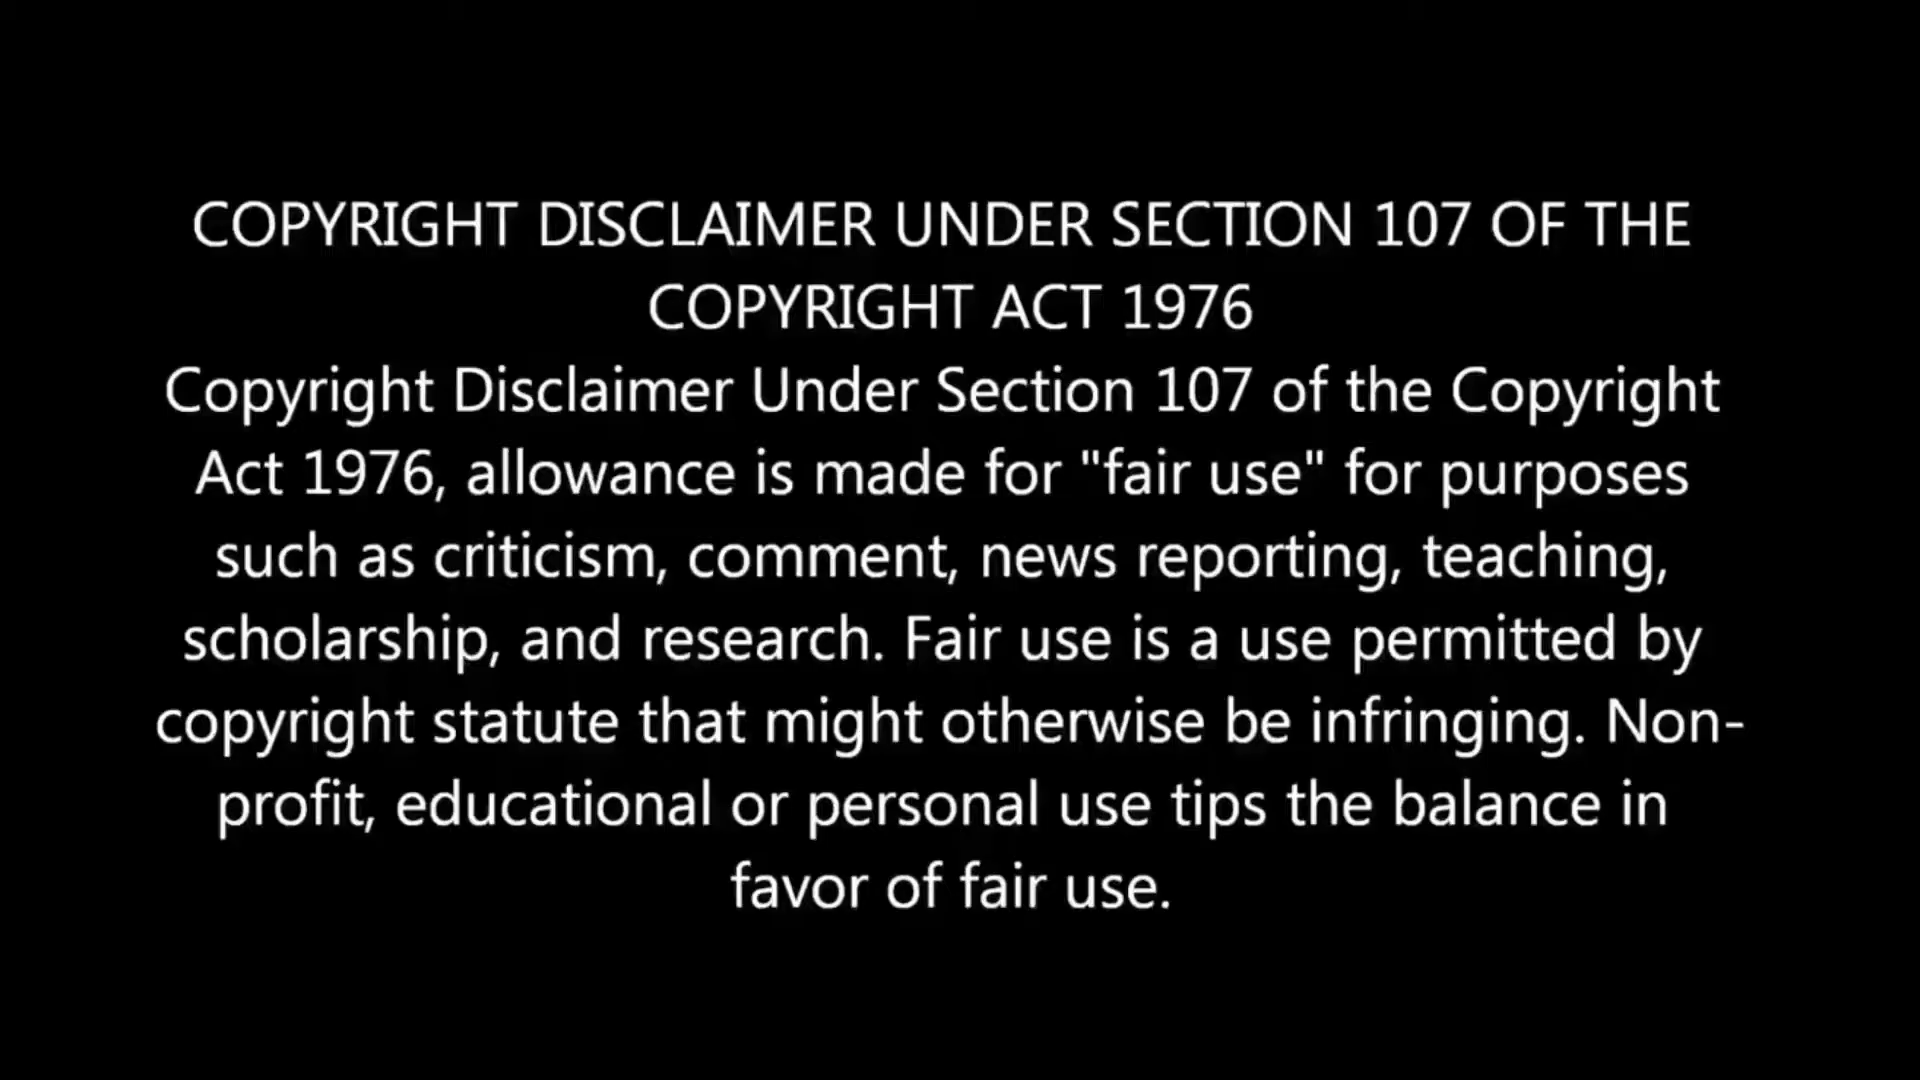 COPYRIGHT DISCLAIMER UNDER SECTION 107 OF THE
COPYRIGHT ACT 1976
Copyright Disclaimer Under Section 107 of the Copyright
Act 1976, allowance is made for "fair use" for purposes
such as criticism, comment, news reporting, teaching,
scholarship, and research. Fair use is a use permitted by
copyright statute that might otherwise be infringing. Non-
profit, educational or personal use tips the balance in
favor of fair use.